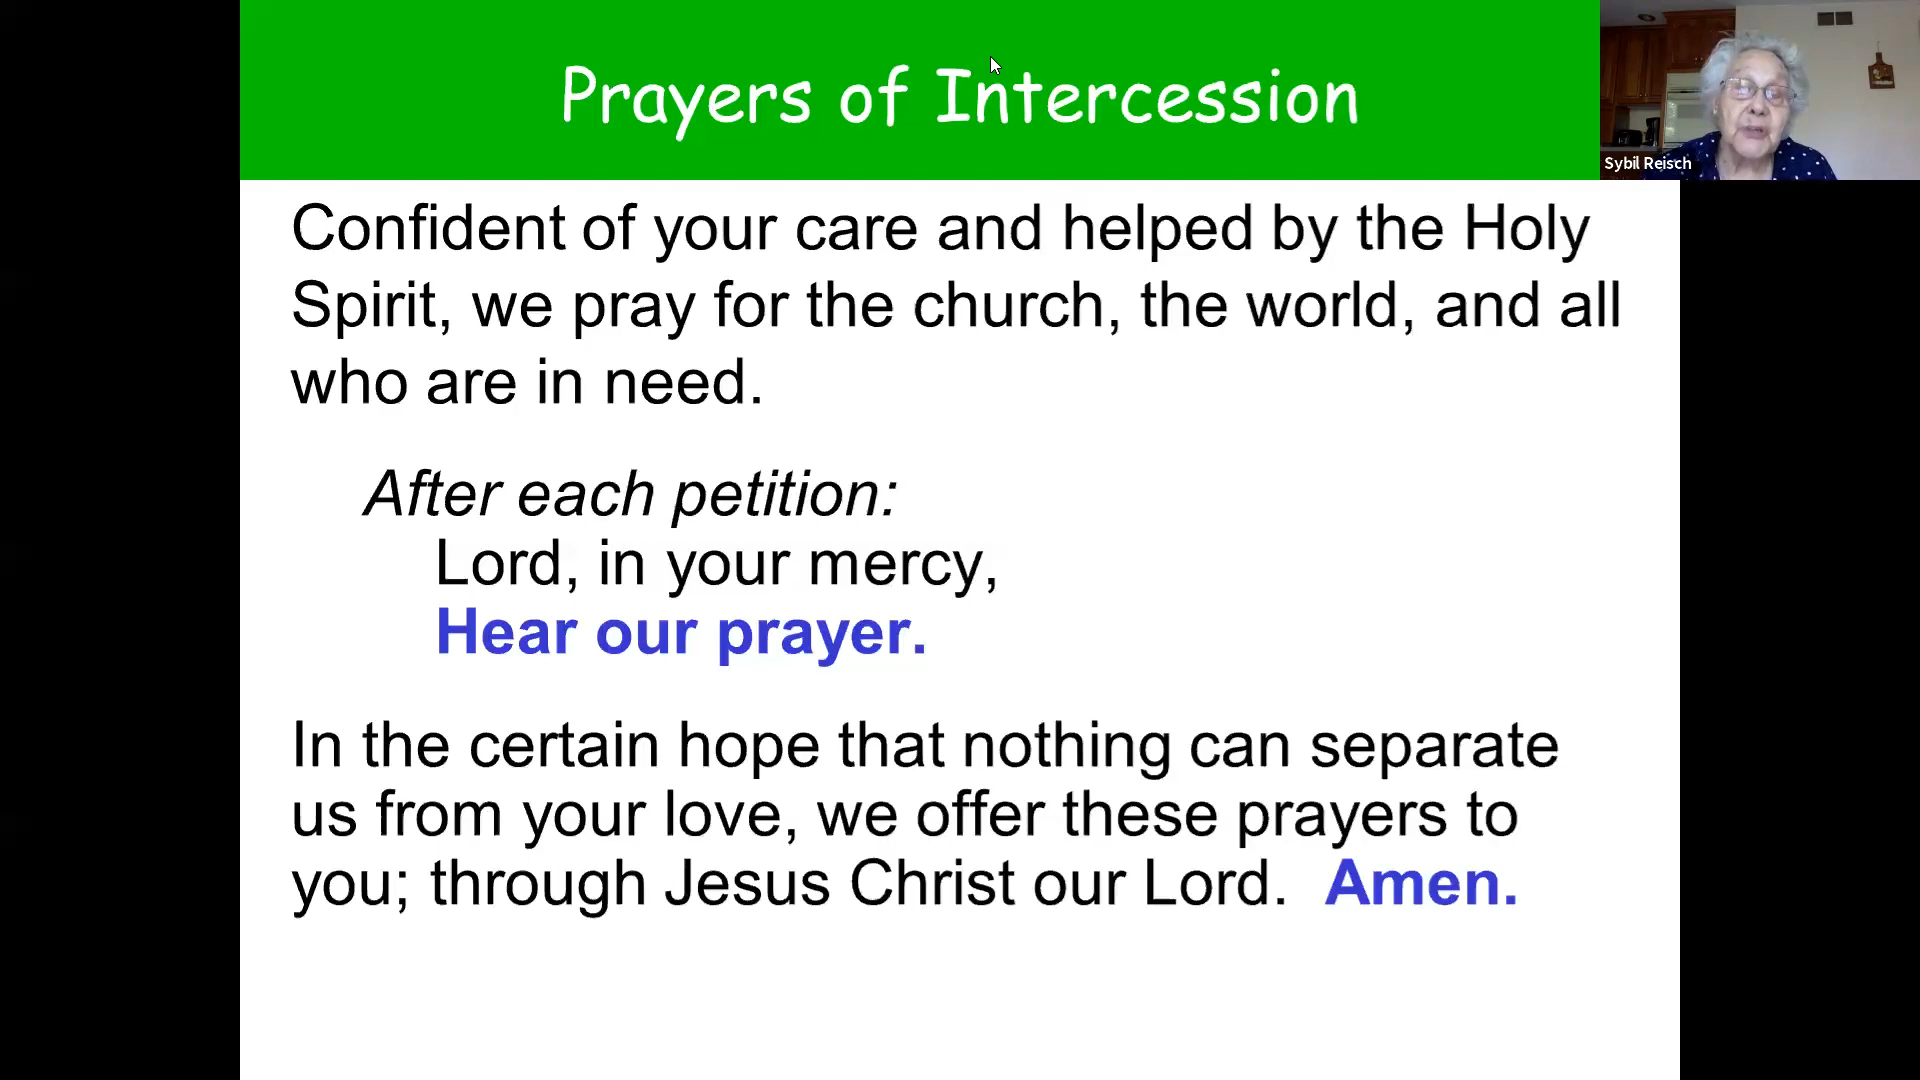 Prayers of Intercession
Sybil Reisch
Confident of your care and helped by the Holy
Spirit, we pray for the church, the world, and all
who are in need.
After each petition:
Lord, in your mercy,
Hear our prayer.
In the certain hope that nothing can separate
us from your love, we offer these prayers to
you; through Jesus Christ our Lord.  Amen.